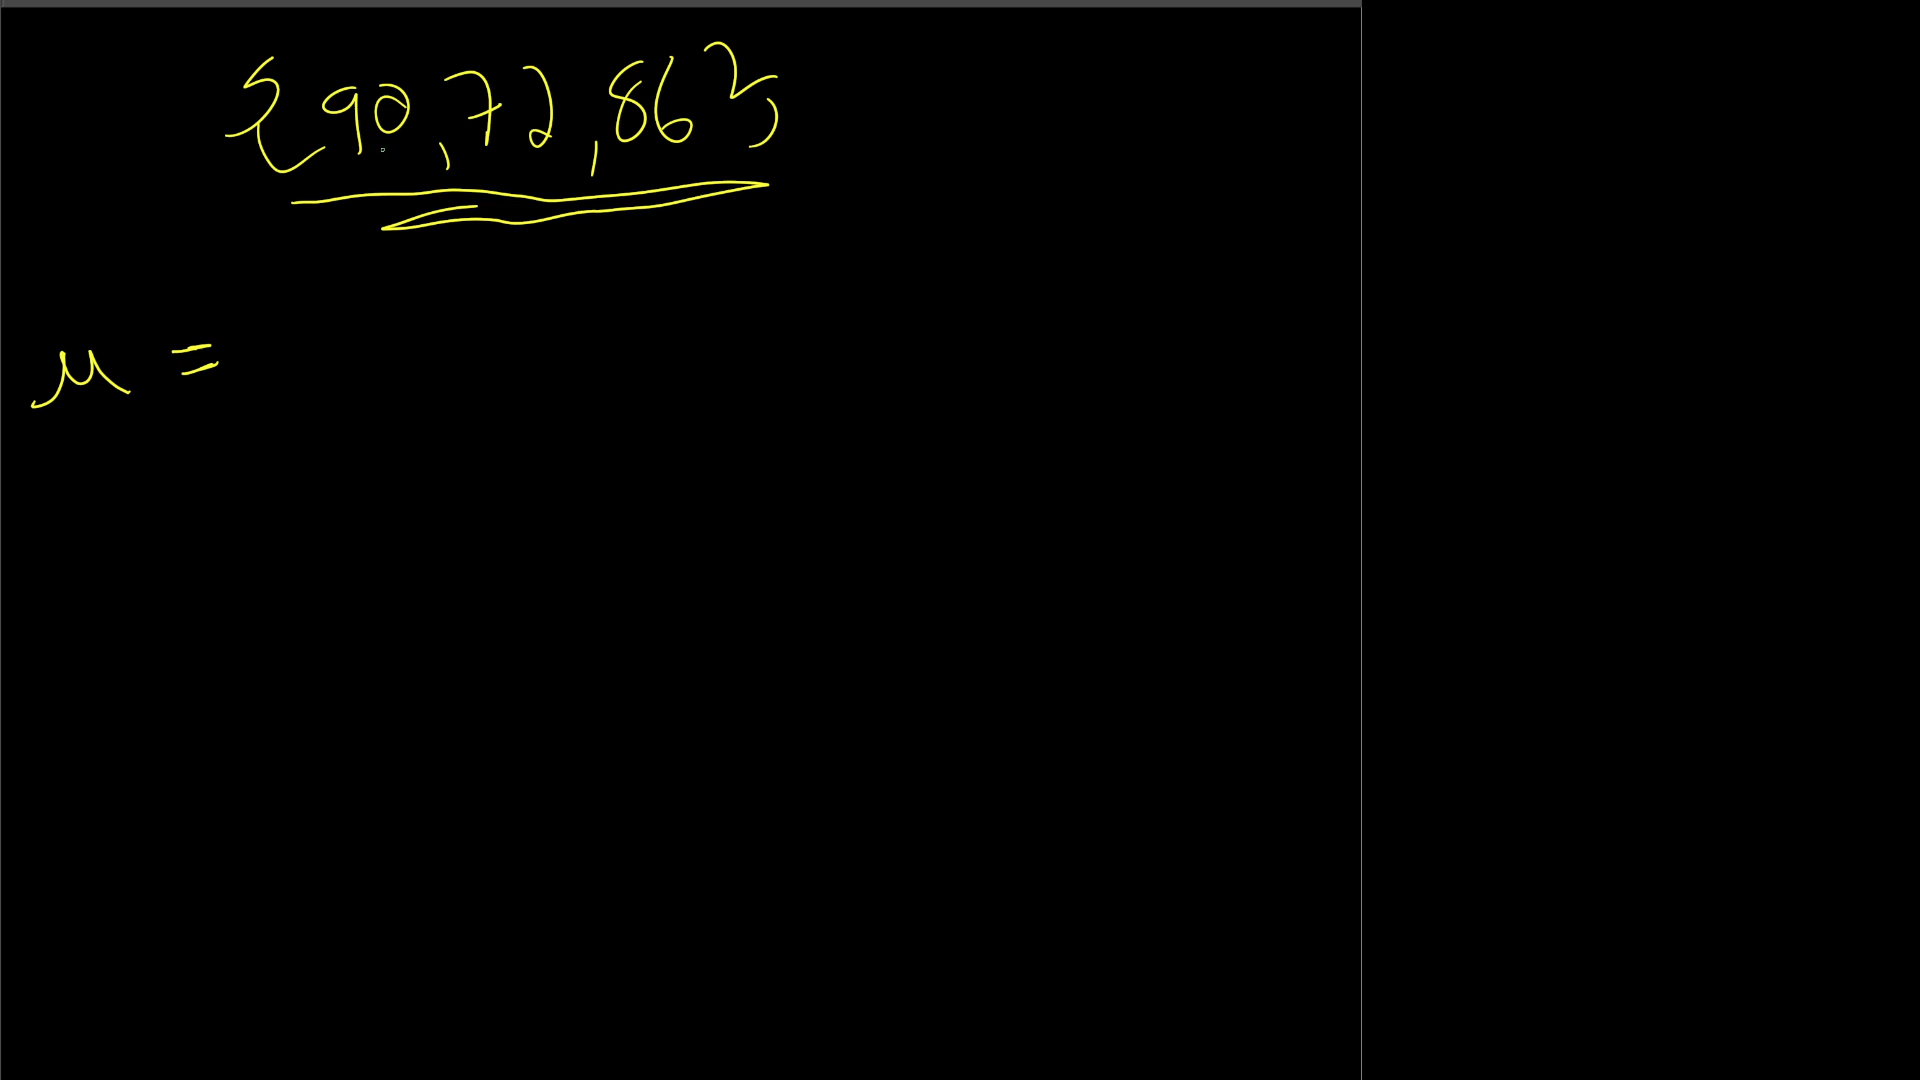 {90,72,86}
μ =